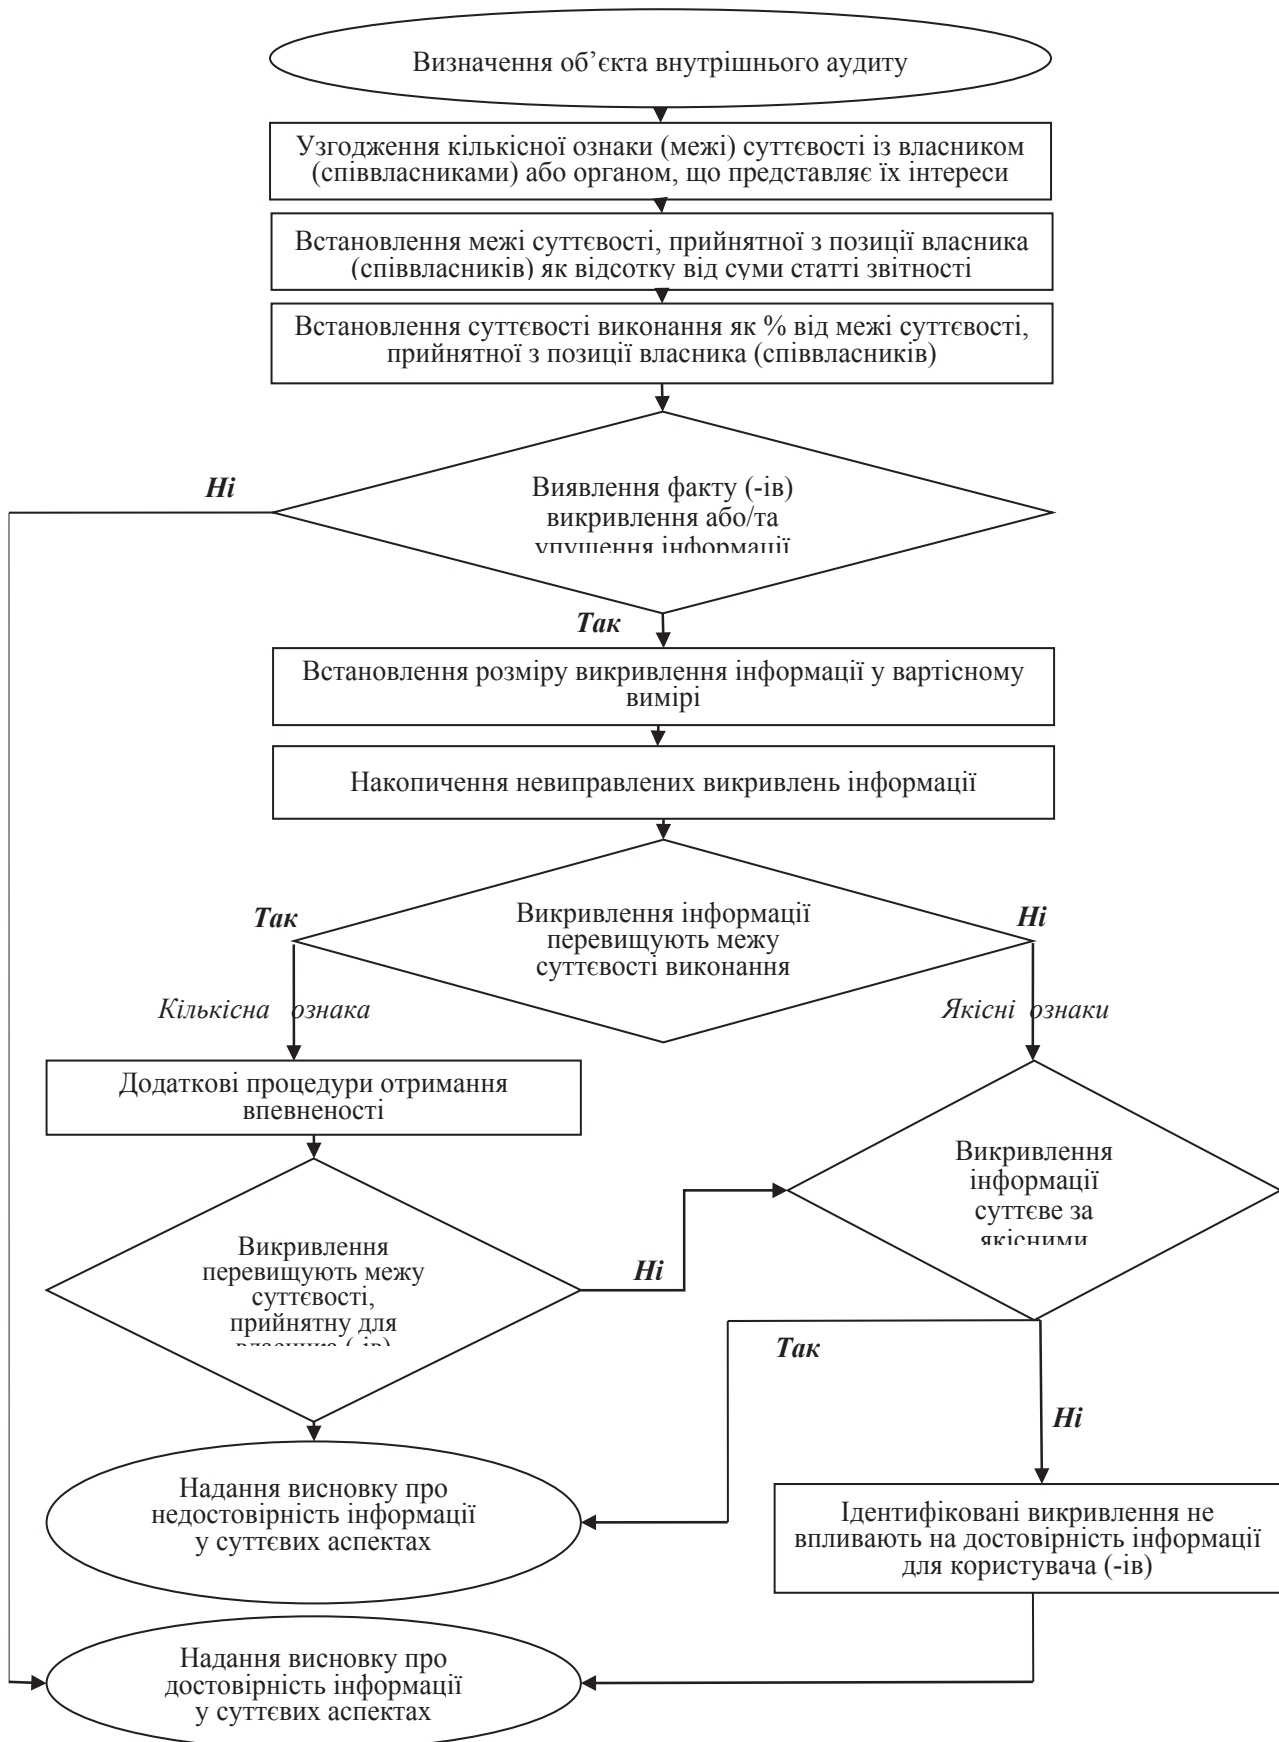 Визначення об’єкта внутрішнього аудиту
Узгодження кількісної ознаки (межі) суттєвості із власником
(співвласниками) або органом, що представляє їх інтереси
Встановлення межі суттєвості, прийнятної з позиції власника
(співвласників) як відсотку від суми статті звітності
Встановлення суттєвості виконання як % від межі суттєвості,
прийнятної з позиції власника (співвласників)
Ні
Виявлення факту (-ів)
викривлення або/та
упущення інформації
Так
Встановлення розміру викривлення інформації у вартісному
вимірі
Накопичення невиправлених викривлень інформації
Так
Викривлення інформації
перевищують межу
суттєвості виконання
Ні
Кількісна ознака
Якісні ознаки
Додаткові процедури отримання
впевненості
Викривлення
інформації
суттєве за
якісними
Викривлення
перевищують межу
суттєвості,
прийнятну для
власника (-ів)
Ні
Так
Ні
Надання висновку про
недостовірність інформації
у суттєвих аспектах
Ідентифіковані викривлення не
впливають на достовірність інформації
для користувача (-ів)
Надання висновку про
достовірність інформації
у суттєвих аспектах